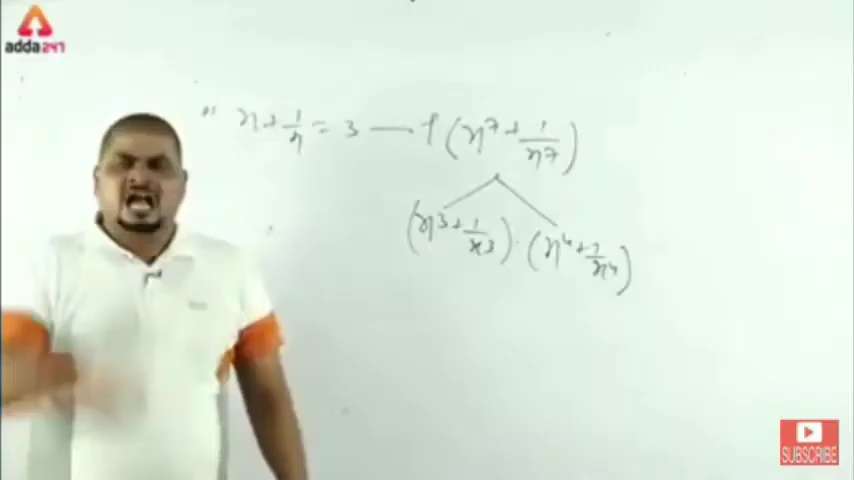 adda247
" x + 1/x = 3 — f (x⁷ + 1/x⁷)
(x³ + 1/x³) · (x⁴ + 1/x⁴)
SUBSCRIBE